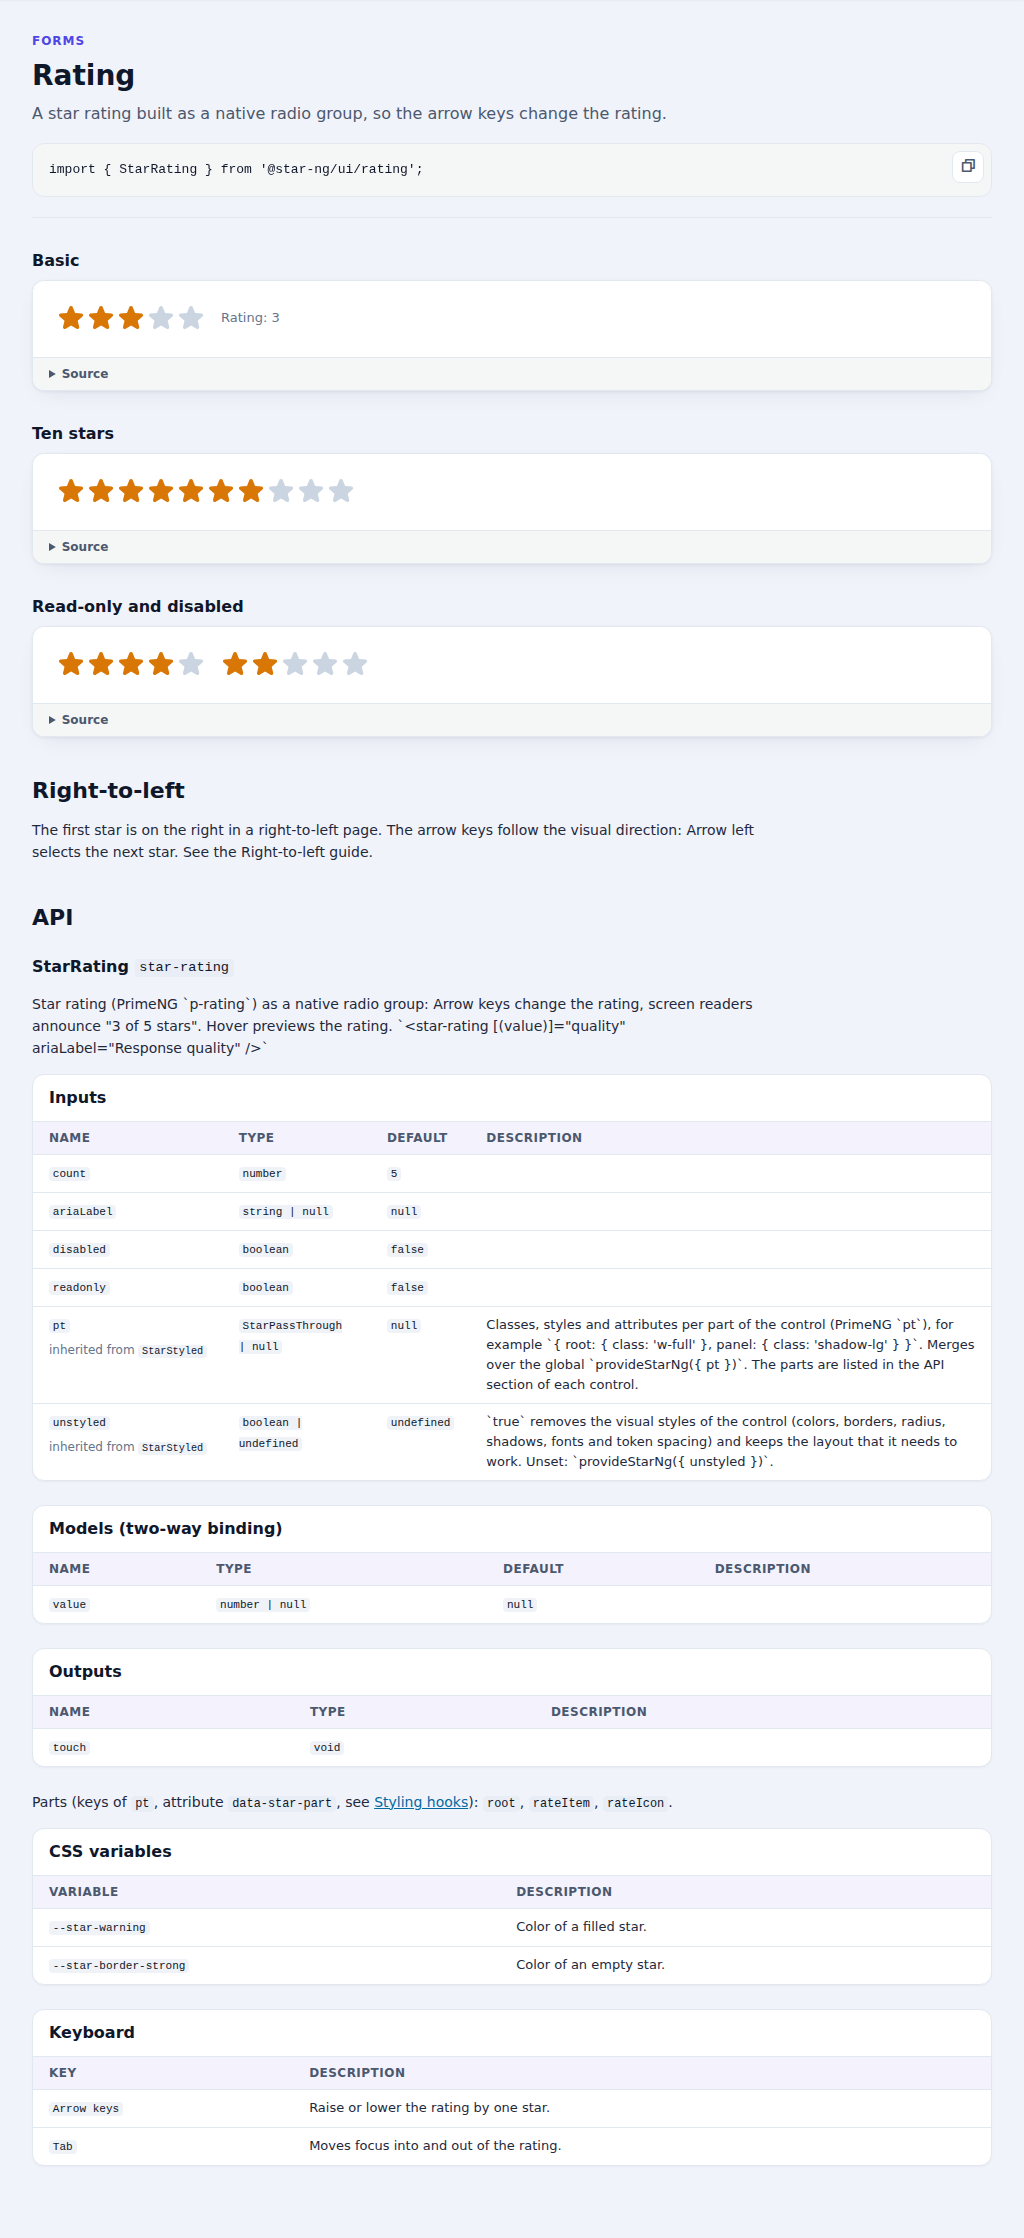 FORMS
Rating
A star rating built as a native radio group, so the arrow keys change the rating.
import { StarRating } from '@star-ng/ui/rating';
Basic
Rating: 3
Source
Ten stars
Source
Read-only and disabled
Source
Right-to-left
The first star is on the right in a right-to-left page. The arrow keys follow the visual direction: Arrow left
selects the next star. See the Right-to-left guide.
API
StarRating star-rating
Star rating (PrimeNG `p-rating`) as a native radio group: Arrow keys change the rating, screen readers
announce "3 of 5 stars". Hover previews the rating. `<star-rating [(value)]="quality"
ariaLabel="Response quality" />`
Inputs
NAME TYPE DEFAULT DESCRIPTION
count number 5
ariaLabel string | null null
disabled boolean false
readonly boolean false
pt StarPassThrough | null null Classes, styles and attributes per part of the control (PrimeNG `pt`), for
example `{ root: { class: 'w-full' }, panel: { class: 'shadow-lg' } }`. Merges
inherited from StarStyled over the global `provideStarNg({ pt })`. The parts are listed in the API
section of each control.
unstyled boolean | undefined undefined `true` removes the visual styles of the control (colors, borders, radius,
inherited from StarStyled shadows, fonts and token spacing) and keeps the layout that it needs to
work. Unset: `provideStarNg({ unstyled })`.
Models (two-way binding)
NAME TYPE DEFAULT DESCRIPTION
value number | null null
Outputs
NAME TYPE DESCRIPTION
touch void
Parts (keys of pt, attribute data-star-part, see Styling hooks): root, rateItem, rateIcon.
CSS variables
VARIABLE DESCRIPTION
--star-warning Color of a filled star.
--star-border-strong Color of an empty star.
Keyboard
KEY DESCRIPTION
Arrow keys Raise or lower the rating by one star.
Tab Moves focus into and out of the rating.